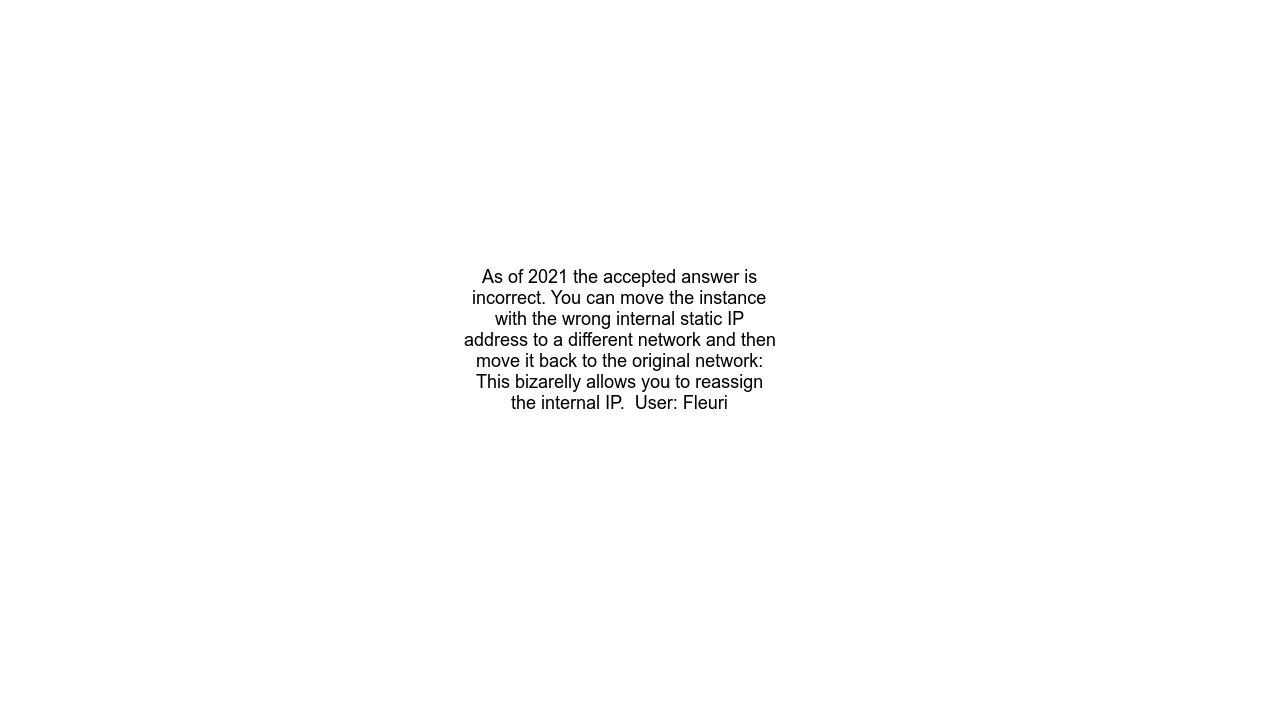 As of 2021 the accepted answer is
incorrect. You can move the instance
with the wrong internal static IP
address to a different network and then
move it back to the original network:
This bizarelly allows you to reassign
the internal IP.  User: Fleuri